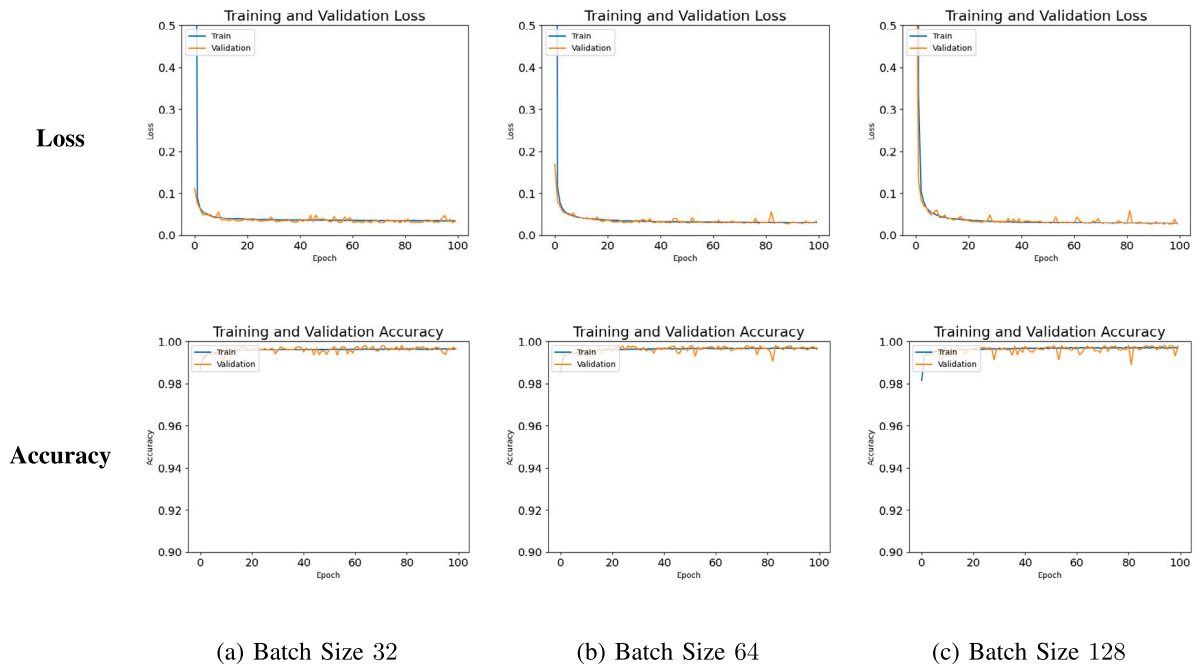 Training and Validation Loss
Train
Validation
0.5
0.4
0.3
0.2
0.1
0.0
Loss
0 20 40 60 80 100
Epoch
Training and Validation Loss
Train
Validation
0.5
0.4
0.3
0.2
0.1
0.0
Loss
0 20 40 60 80 100
Epoch
Training and Validation Loss
Train
Validation
0.5
0.4
0.3
0.2
0.1
0.0
Loss
0 20 40 60 80 100
Epoch
Loss
Training and Validation Accuracy
Train
Validation
1.00
0.98
0.96
0.94
0.92
0.90
Accuracy
0 20 40 60 80 100
Epoch
Training and Validation Accuracy
Train
Validation
1.00
0.98
0.96
0.94
0.92
0.90
Accuracy
0 20 40 60 80 100
Epoch
Training and Validation Accuracy
Train
Validation
1.00
0.98
0.96
0.94
0.92
0.90
Accuracy
0 20 40 60 80 100
Epoch
Accuracy
(a) Batch Size 32
(b) Batch Size 64
(c) Batch Size 128